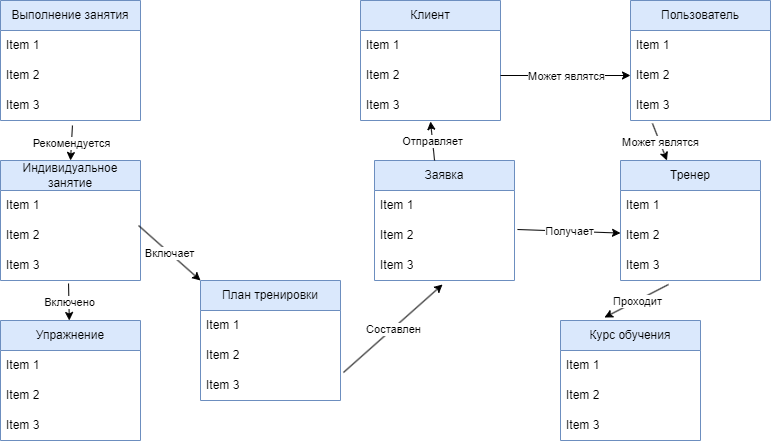 Выполнение занятия
Item 1
Item 2
Item 3
Клиент
Item 1
Item 2
Item 3
Пользователь
Item 1
Item 2
Item 3
Может являтся
Рекомендуется
Отправляет
Может являтся
Индивидуальное
занятие
Item 1
Item 2
Item 3
Заявка
Item 1
Item 2
Item 3
Тренер
Item 1
Item 2
Item 3
Получает
Включает
Включено
План тренировки
Item 1
Item 2
Item 3
Составлен
Проходит
Упражнение
Item 1
Item 2
Item 3
Курс обучения
Item 1
Item 2
Item 3